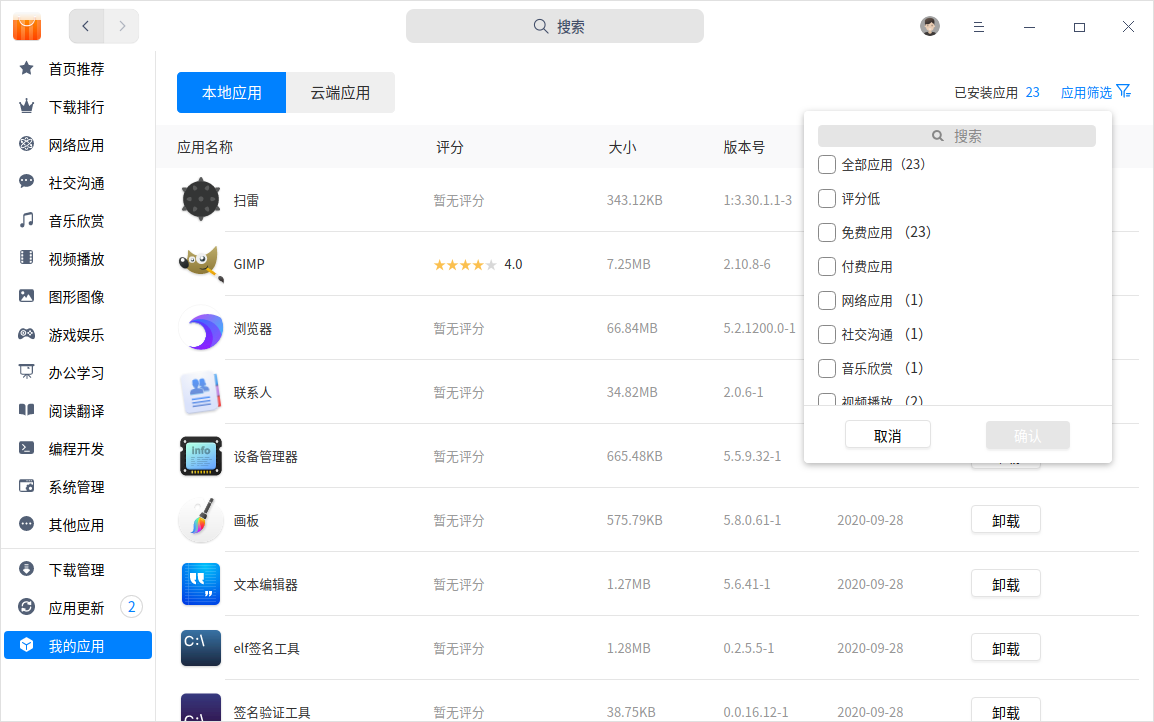 搜索
首页推荐
下载排行
网络应用
社交沟通
音乐欣赏
视频播放
图形图像
游戏娱乐
办公学习
阅读翻译
编程开发
系统管理
其他应用
下载管理
应用更新 2
我的应用
本地应用 云端应用
已安装应用 23 应用筛选
应用名称 评分 大小 版本号
扫雷 暂无评分 343.12KB 1:3.30.1.1-3
GIMP 4.0 7.25MB 2.10.8-6
浏览器 暂无评分 66.84MB 5.2.1200.0-1
联系人 暂无评分 34.82MB 2.0.6-1
info
设备管理器 暂无评分 665.48KB 5.5.9.32-1
画板 暂无评分 575.79KB 5.8.0.61-1 2020-09-28 卸载
文本编辑器 暂无评分 1.27MB 5.6.41-1 2020-09-28 卸载
C:\
elf签名工具 暂无评分 1.28MB 0.2.5.5-1 2020-09-28 卸载
C:\
签名验证工具 暂无评分 38.75KB 0.0.16.12-1 2020-09-28 卸载
搜索
全部应用（23）
评分低
免费应用 （23）
付费应用
网络应用 （1）
社交沟通 （1）
音乐欣赏 （1）
视频播放 （2）
取消 确认